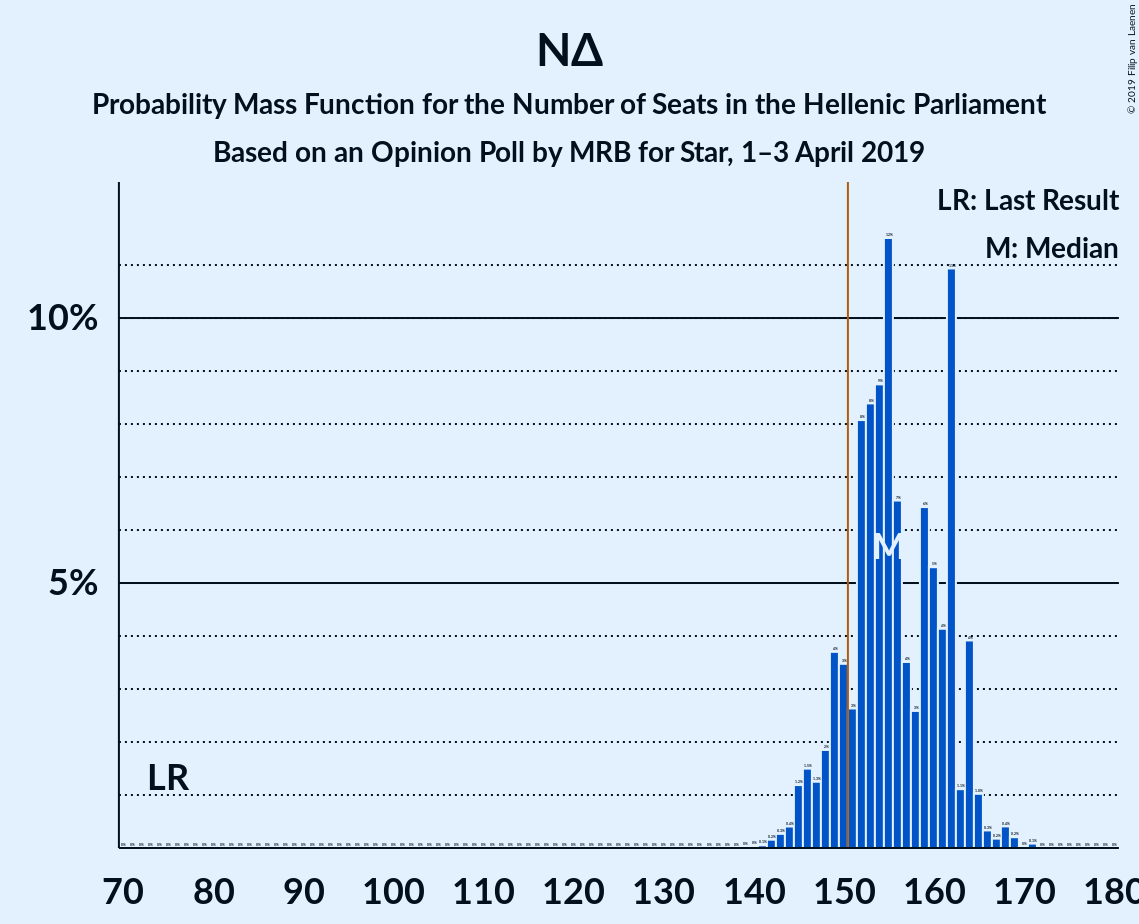 ΝΔ
Probability Mass Function for the Number of Seats in the Hellenic Parliament
Based on an Opinion Poll by MRB for Star, 1–3 April 2019
© 2019 Filip van Laenen
LR: Last Result
M: Median
10%
5%
M
LR
70 80 90 100 110 120 130 140 150 160 170 180